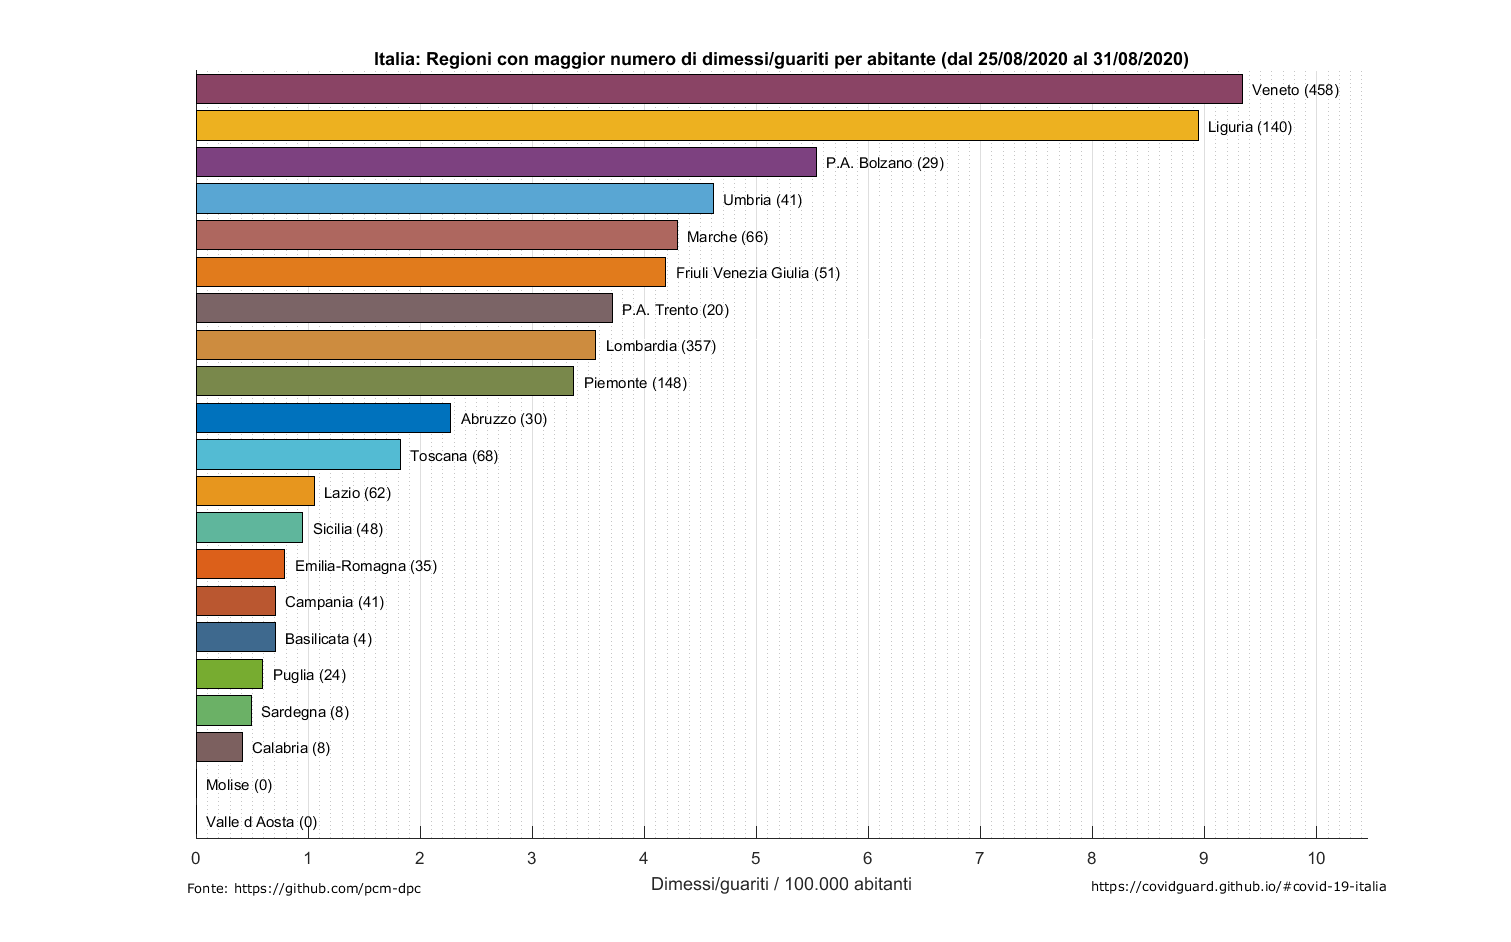 Italia: Regioni con maggior numero di dimessi/guariti per abitante (dal 25/08/2020 al 31/08/2020)
Veneto (458)
Liguria (140)
P.A. Bolzano (29)
Umbria (41)
Marche (66)
Friuli Venezia Giulia (51)
P.A. Trento (20)
Lombardia (357)
Piemonte (148)
Abruzzo (30)
Toscana (68)
Lazio (62)
Sicilia (48)
Emilia-Romagna (35)
Campania (41)
Basilicata (4)
Puglia (24)
Sardegna (8)
Calabria (8)
Molise (0)
Valle d Aosta (0)
0 1 2 3 4 5 6 7 8 9 10
Dimessi/guariti / 100.000 abitanti
Fonte: https://github.com/pcm-dpc
https://covidguard.github.io/#covid-19-italia